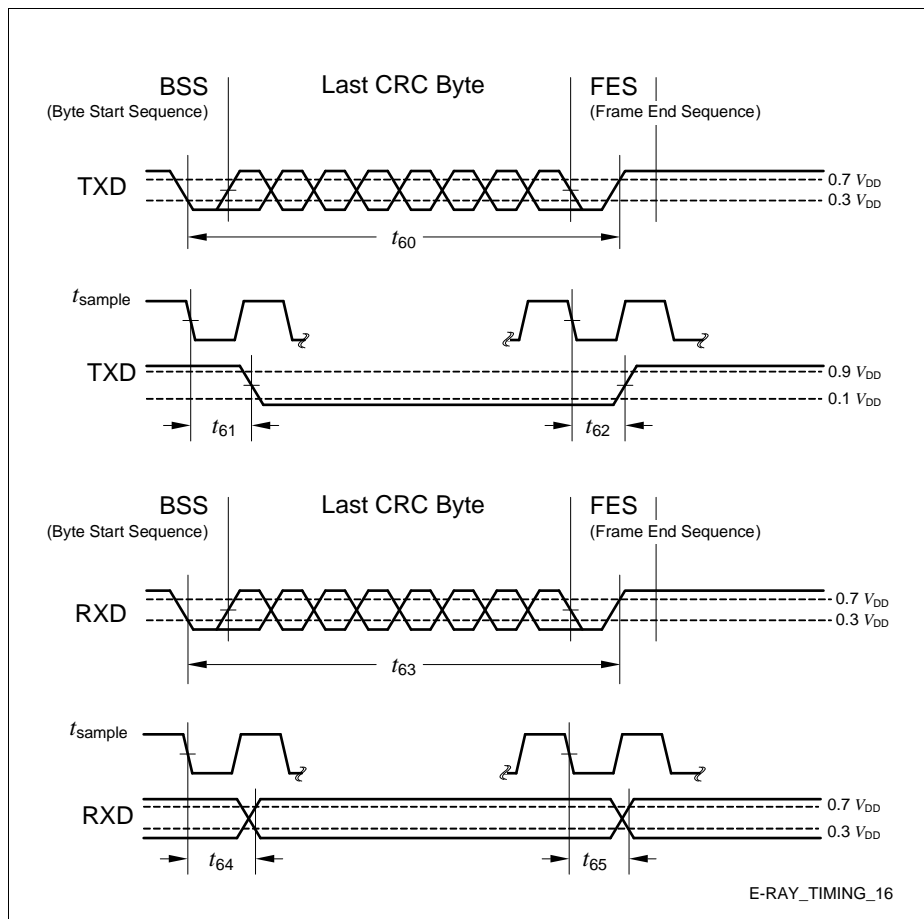 BSS Last CRC Byte FES
(Byte Start Sequence) (Frame End Sequence)
TXD
0.7 VDD
0.3 VDD
t60
tsample
TXD
0.9 VDD
0.1 VDD
t61 t62
BSS Last CRC Byte FES
(Byte Start Sequence) (Frame End Sequence)
RXD
0.7 VDD
0.3 VDD
t63
tsample
RXD
0.7 VDD
0.3 VDD
t64 t65
E-RAY_TIMING_16